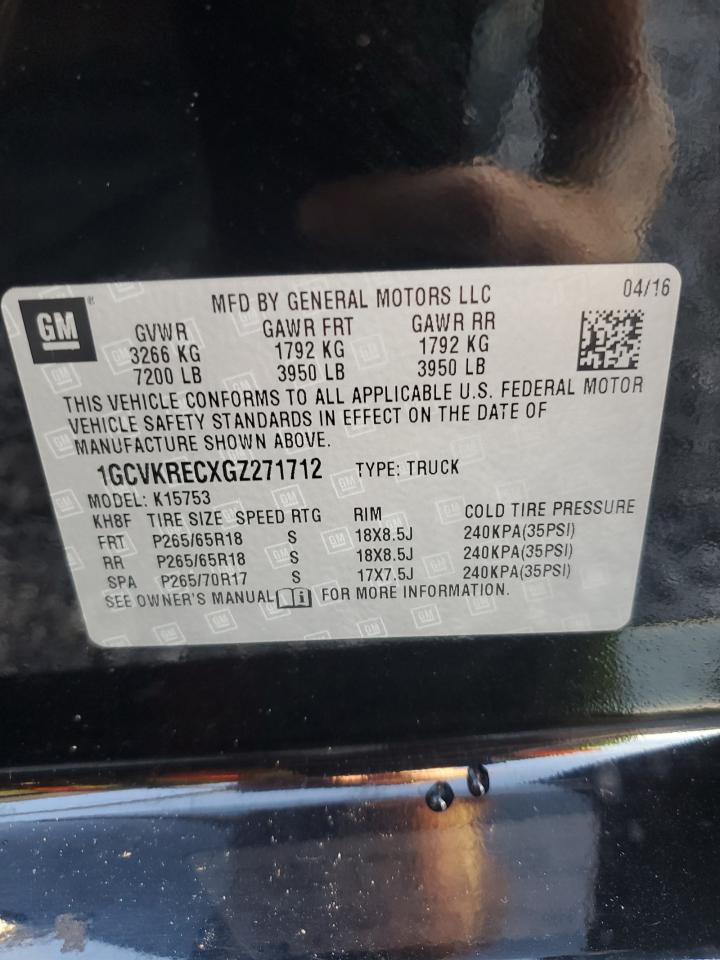 GM ®
MFD BY GENERAL MOTORS LLC
04/16
GVWR GAWR FRT GAWR RR
3266 KG 1792 KG 1792 KG
7200 LB 3950 LB 3950 LB
THIS VEHICLE CONFORMS TO ALL APPLICABLE U.S. FEDERAL MOTOR
VEHICLE SAFETY STANDARDS IN EFFECT ON THE DATE OF
MANUFACTURE SHOWN ABOVE.
1GCVKRECXGZ271712 TYPE: TRUCK
MODEL: K15753
KH8F TIRE SIZE SPEED RTG RIM COLD TIRE PRESSURE
FRT P265/65R18 S 18X8.5J 240KPA(35PSI)
RR P265/65R18 S 18X8.5J 240KPA(35PSI)
SPA P265/70R17 S 17X7.5J 240KPA(35PSI)
SEE OWNER'S MANUAL i FOR MORE INFORMATION.